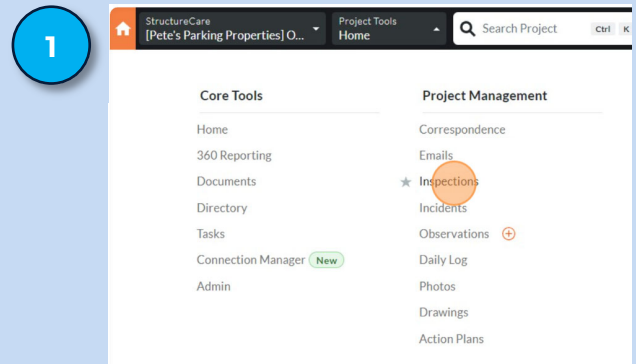 1
StructureCare
[Pete's Parking Properties] O...
Project Tools
Home
Search Project
Ctrl K
Core Tools
Home
360 Reporting
Documents
Directory
Tasks
Connection Manager New
Admin
Project Management
Correspondence
Emails
Inspections
Incidents
Observations
Daily Log
Photos
Drawings
Action Plans